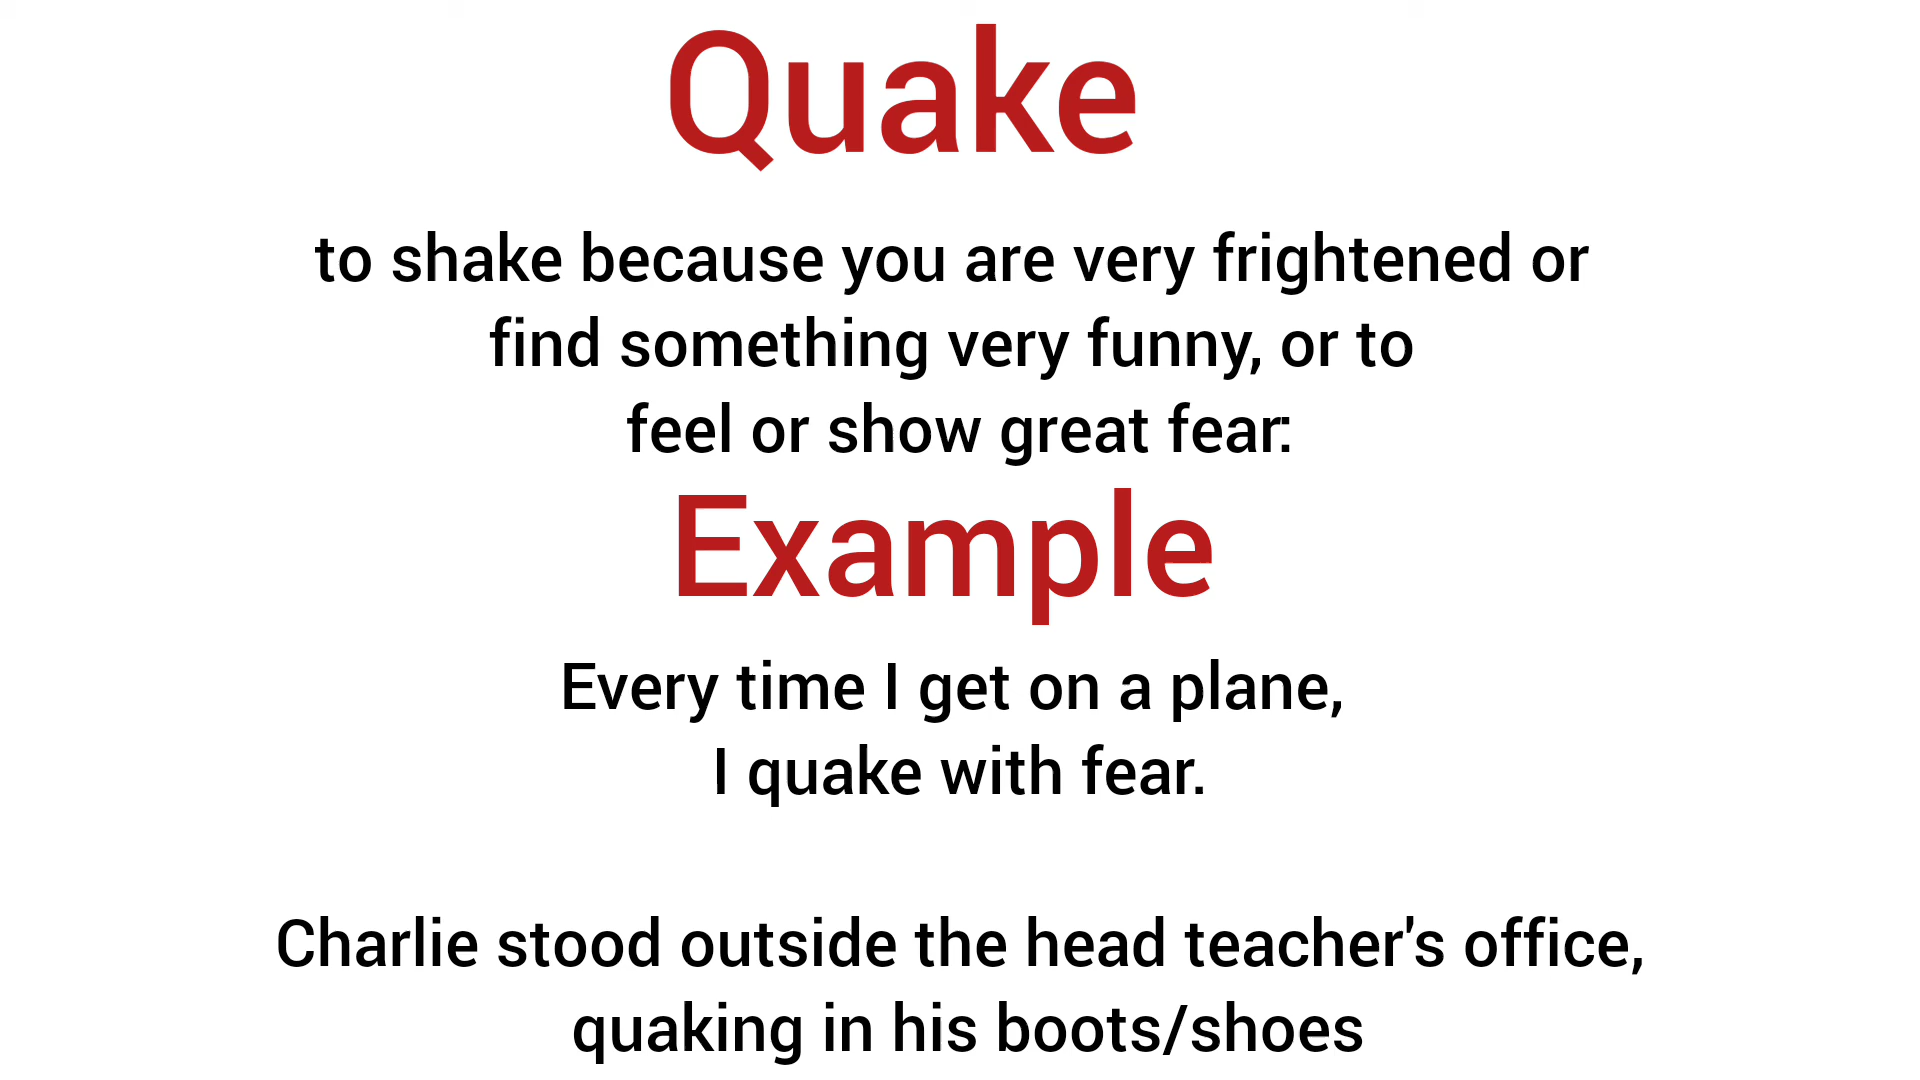 Quake
to shake because you are very frightened or
find something very funny, or to
feel or show great fear:
Example
Every time I get on a plane,
I quake with fear.
Charlie stood outside the head teacher's office,
quaking in his boots/shoes